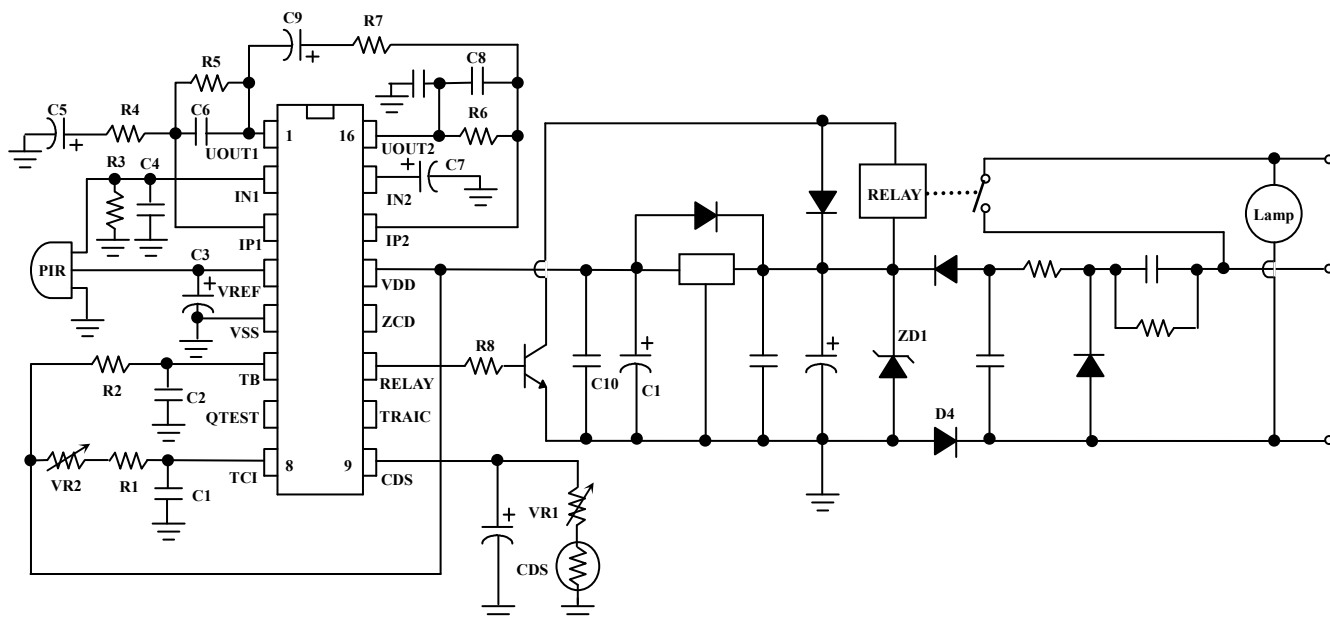 C9
R7
R5
C8
C5
R4
C6
R6
1
16
UOUT1
UOUT2
R3
C4
C7
IN1
IN2
RELAY
Lamp
IP1
IP2
PIR
C3
VREF
VDD
VSS
ZCD
ZD1
R8
R2
TB
RELAY
C10
C1
C2
QTEST
TRAIC
D4
8
9
VR2
R1
TCI
CDS
C1
VR1
CDS